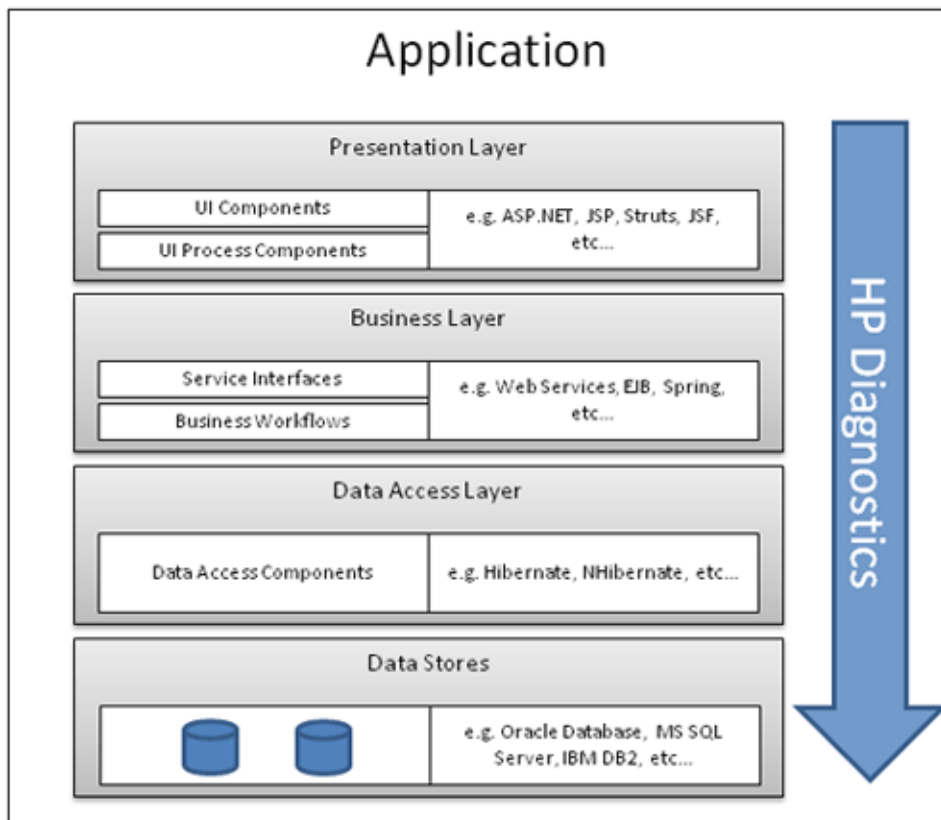 Application
Presentation Layer
UI Components
UI Process Components
e.g. ASP.NET, JSP, Struts, JSF,
etc...
Business Layer
Service Interfaces
Business Workflows
e.g. Web Services, EJB, Spring,
etc...
Data Access Layer
Data Access Components
e.g. Hibernate, NHibernate, etc...
Data Stores
e.g. Oracle Database, MS SQL
Server, IBM DB2, etc...
HP Diagnostics